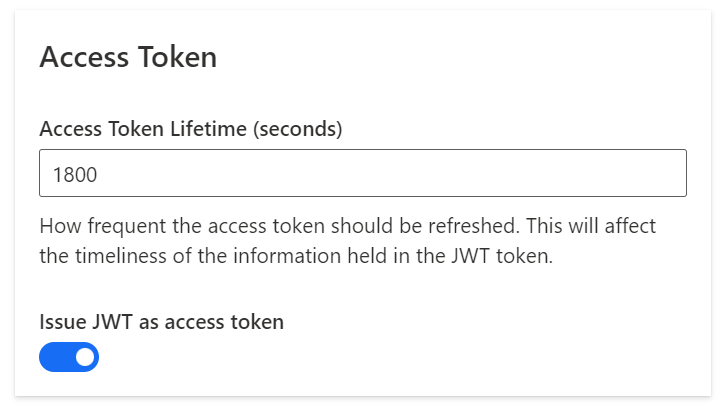 Access Token
Access Token Lifetime (seconds)
1800
How frequent the access token should be refreshed. This will affect
the timeliness of the information held in the JWT token.
Issue JWT as access token